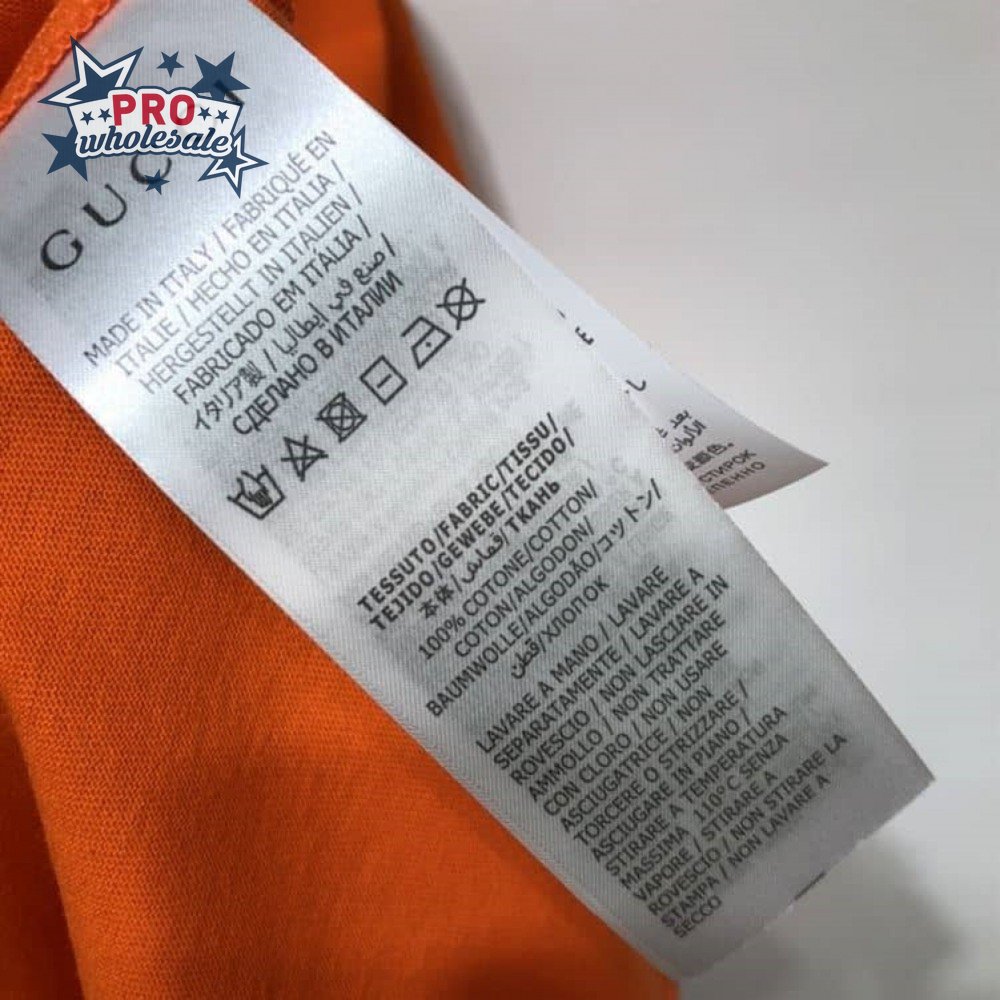 PRO
wholesale
GUCCI
MADE IN ITALY / FABRIQUÉ EN
ITALIE / HECHO EN ITALIA /
HERGESTELLT IN ITALIEN /
FABRICADO EM ITÁLIA /
イタリア製 / صنع في إيطاليا /
СДЕЛАНО В ИТАЛИИ
TESSUTO/FABRIC/TISSU/
TEJIDO/GEWEBE/TECIDO/
本体/قماش/ТКАНЬ
100% COTONE/COTTON/
COTON/ALGODON/
BAUMWOLLE/ALGODÃO/コットン/
قطن/ХЛОПОК
LAVARE A MANO / LAVARE
SEPARATAMENTE / LAVARE A
ROVESCIO / NON LASCIARE IN
AMMOLLO / NON TRATTARE
CON CLORO / NON USARE
ASCIUGATRICE / NON
TORCERE O STRIZZARE /
ASCIUGARE IN PIANO /
STIRARE A TEMPERATURA
MASSIMA 110°C SENZA
VAPORE / STIRARE A
ROVESCIO / NON STIRARE LA
STAMPA / NON LAVARE A
SECCO
E
بعد
СТИРОК